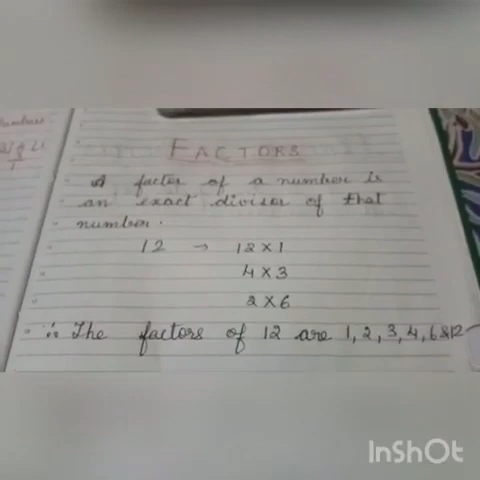 FACTORS
A factor of a number is
an exact divisor of that
number.
12 → 12 × 1
4 × 3
2 × 6
∴ The factors of 12 are 1, 2, 3, 4, 6 & 12
InShOt